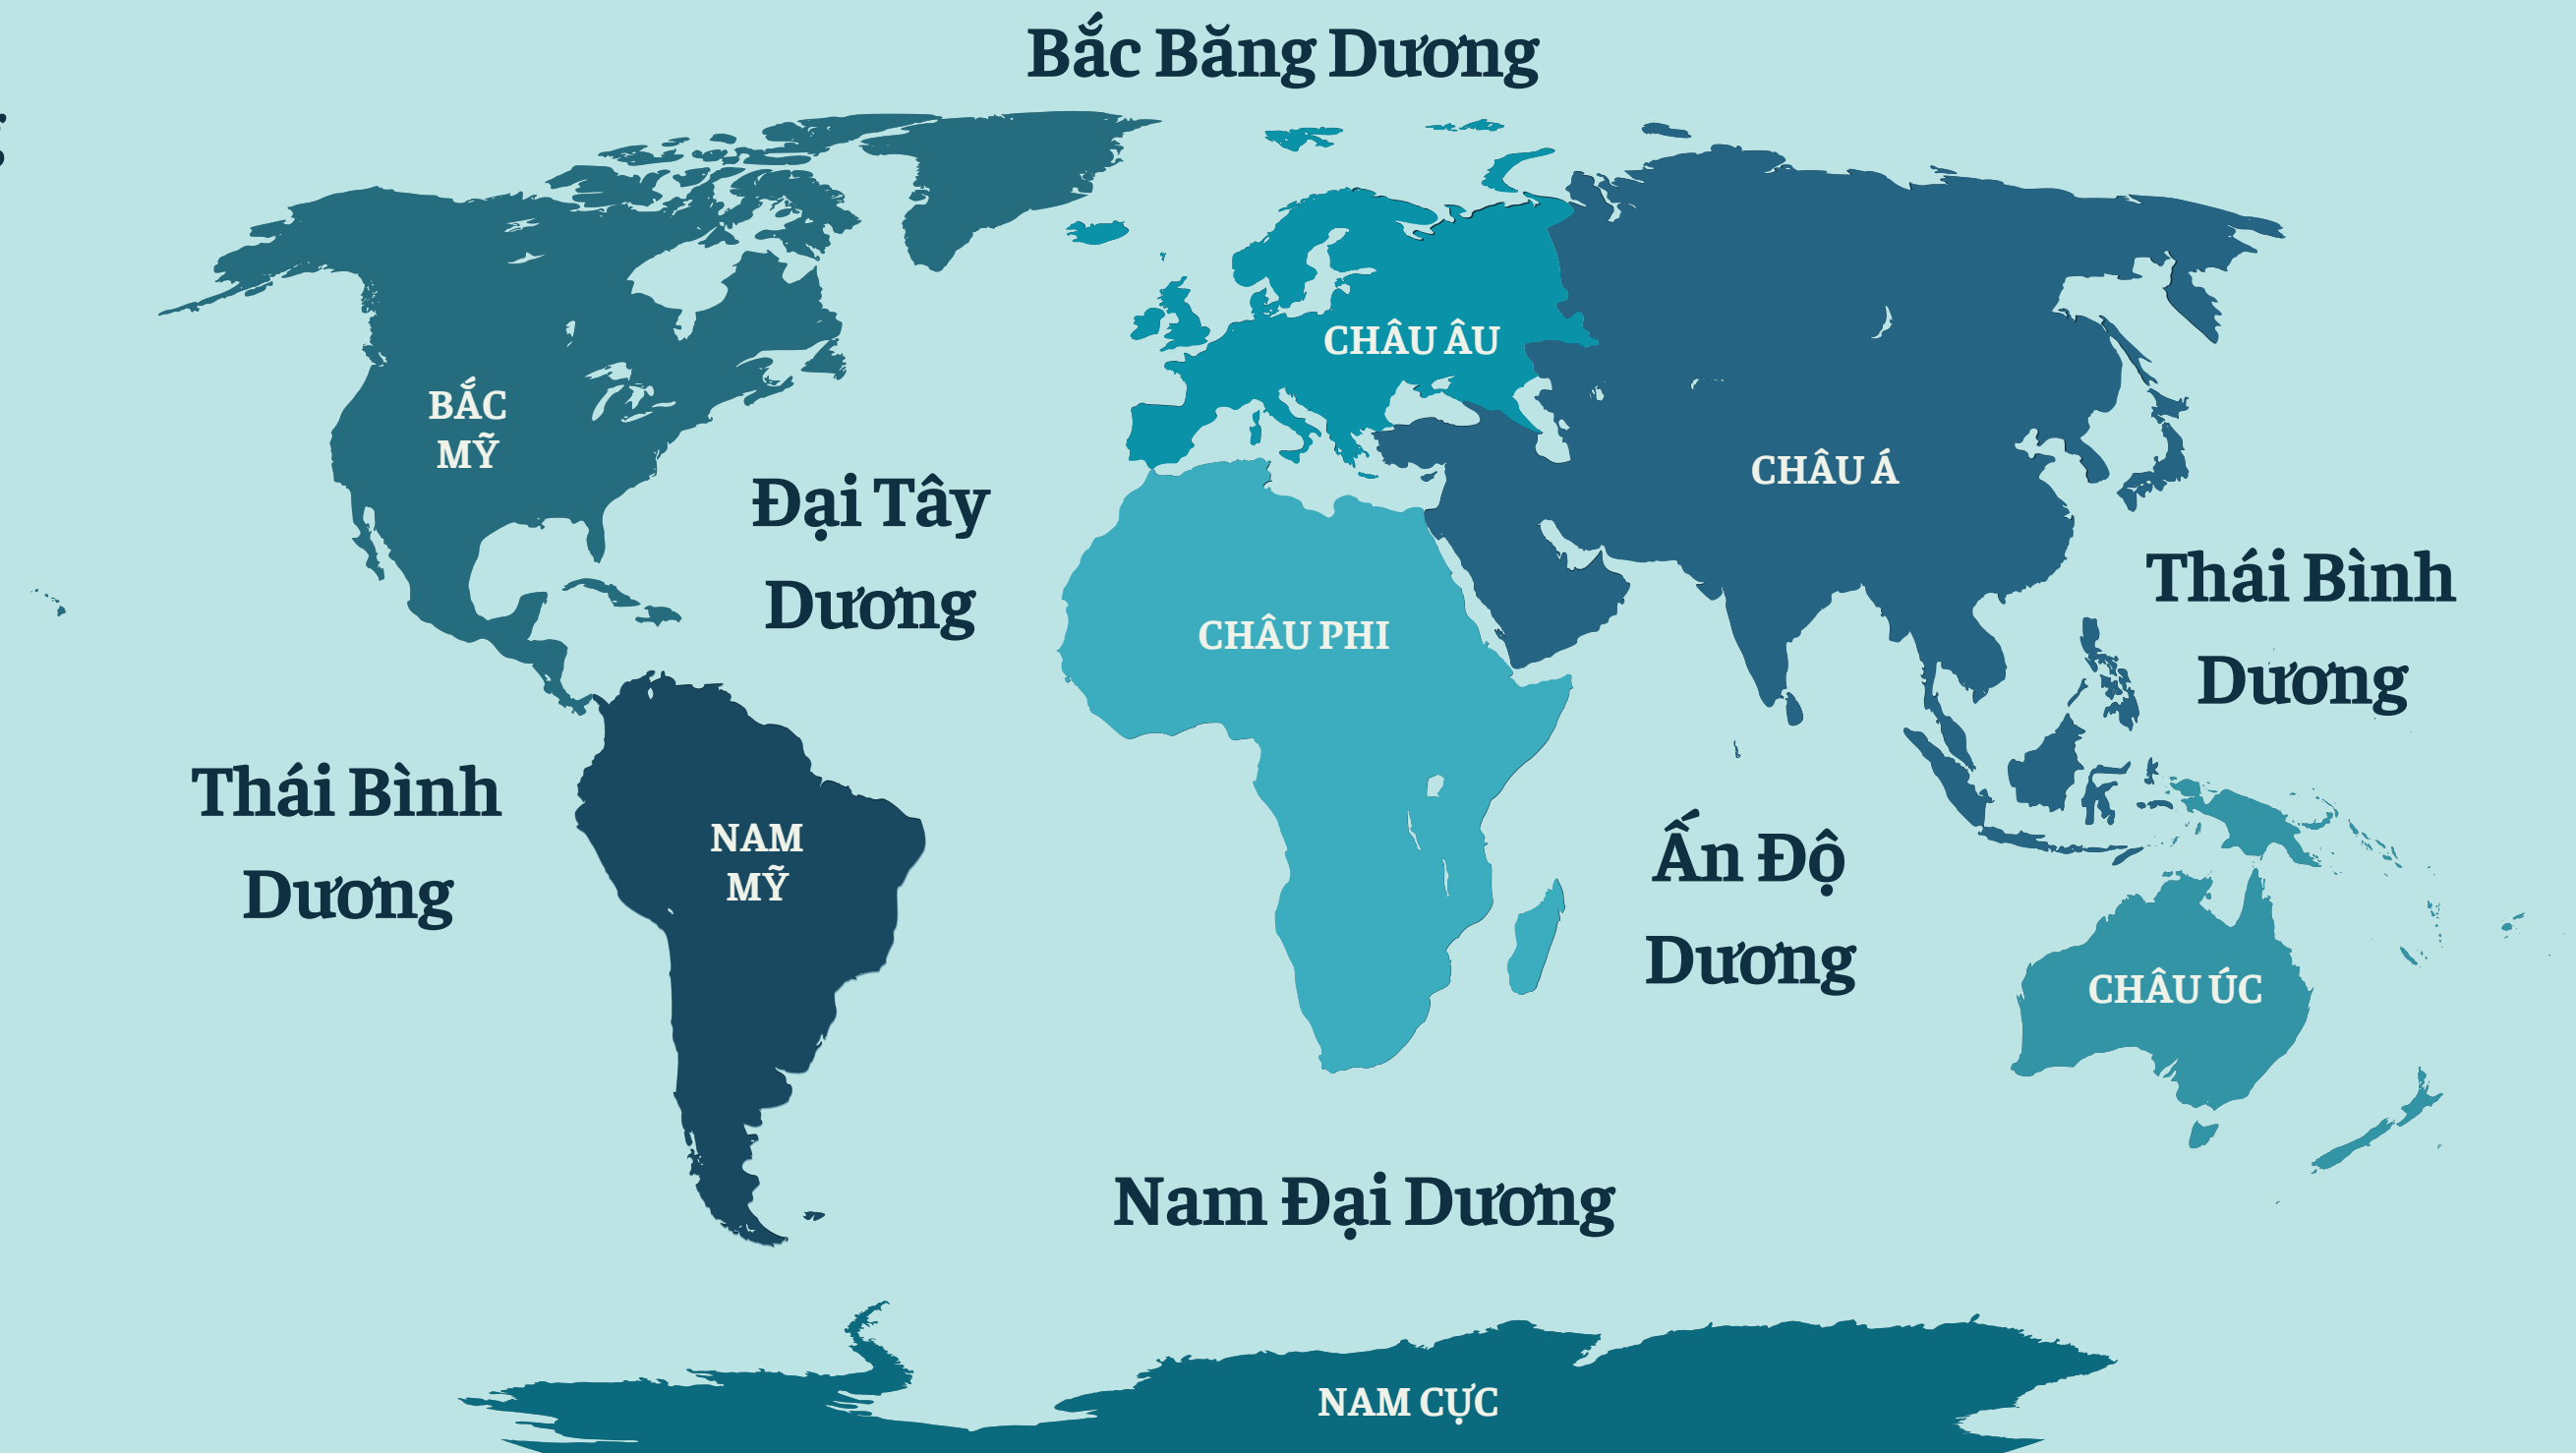 Bắc Băng Dương
CHÂU ÂU
BẮC
MỸ
CHÂU Á
Đại Tây
Dương
Thái Bình
Dương
CHÂU PHI
Thái Bình
Dương
NAM
MỸ
Ấn Độ
Dương
CHÂU ÚC
Nam Đại Dương
NAM CỰC